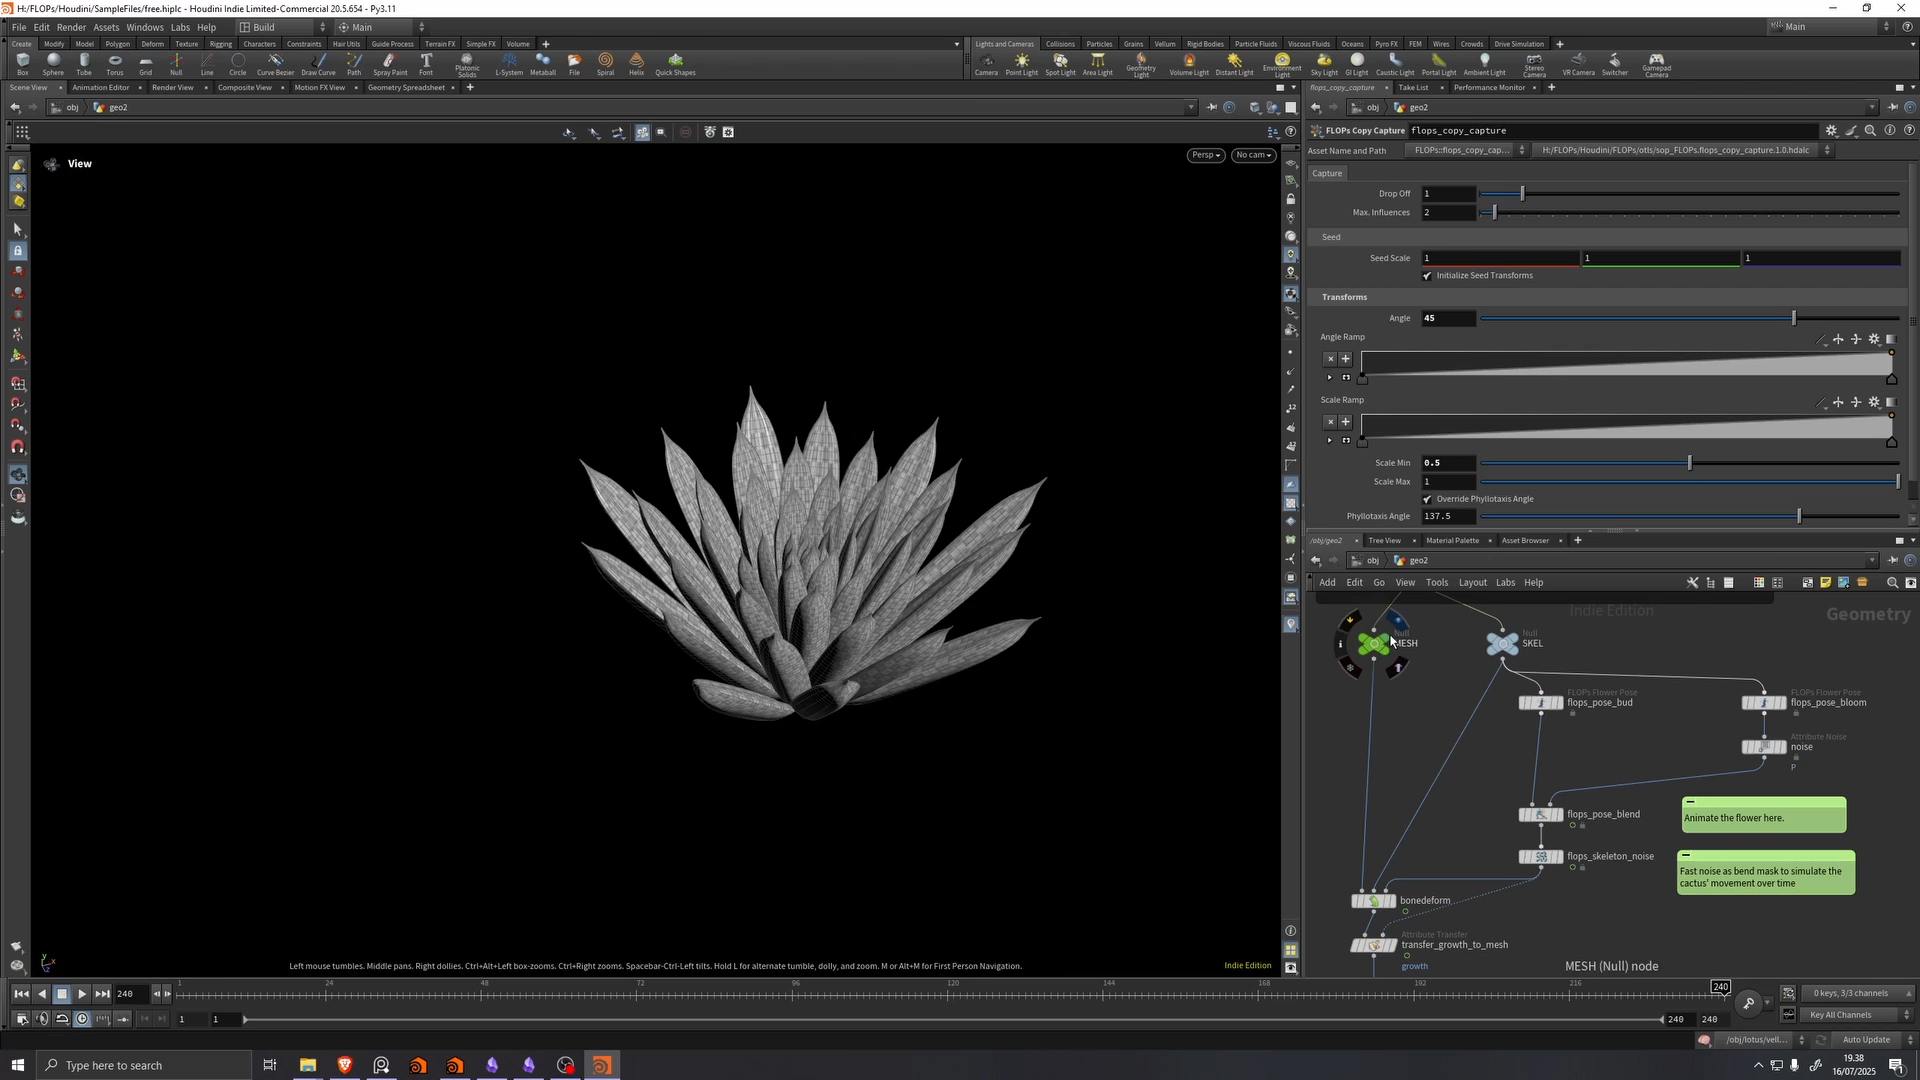 H:/FLOPs/Houdini/SampleFiles/free.hiplc - Houdini Indie Limited-Commercial 20.5.654 - Py3.11
File Edit Render Assets Windows Labs Help Build Main Main
Create Modify Model Polygon Deform Texture Rigging Characters Constraints Hair Utils Guide Process Terrain FX Simple FX Volume
Lights and Cameras Collisions Particles Grains Vellum Rigid Bodies Particle Fluids Viscous Fluids Oceans Pyro FX FEM Wires Crowds Drive Simulation
Box Sphere Tube Torus Grid Null Line Circle Curve Bezier Draw Curve Path Spray Paint Font Platonic Solids L-System Metaball File Spiral Helix Quick Shapes
Camera Point Light Spot Light Area Light Geometry Light Volume Light Distant Light Environment Light Sky Light GI Light Caustic Light Portal Light Ambient Light Stereo Camera VR Camera Switcher Gamepad Camera
Scene View Animation Editor Render View Composite View Motion FX View Geometry Spreadsheet
flops_copy_capture Take List Performance Monitor
obj geo2
obj geo2
FLOPs Copy Capture flops_copy_capture
Asset Name and Path FLOPs::flops_copy_cap... H:/FLOPs/Houdini/FLOPs/otls/sop_FLOPs.flops_copy_capture.1.0.hdalc
View
Persp
No cam
Capture
Drop Off 1
Max. Influences 2
Seed
Seed Scale 1 1 1
Initialize Seed Transforms
Transforms
Angle 45
Angle Ramp
Scale Ramp
Scale Min 0.5
Scale Max 1
Override Phyllotaxis Angle
Phyllotaxis Angle 137.5
/obj/geo2 Tree View Material Palette Asset Browser
obj geo2
Add Edit Go View Tools Layout Labs Help
Indie Edition
Geometry
Null
MESH
Null
SKEL
FLOPs Flower Pose
flops_pose_bud
FLOPs Flower Pose
flops_pose_bloom
Attribute Noise
noise
P
flops_pose_blend
Animate the flower here.
flops_skeleton_noise
Fast noise as bend mask to simulate the
cactus' movement over time
bonedeform
Attribute Transfer
transfer_growth_to_mesh
growth
MESH (Null) node
Left mouse tumbles. Middle pans. Right dollies. Ctrl+Alt+Left box-zooms. Ctrl+Right zooms. Spacebar-Ctrl-Left tilts. Hold L for alternate tumble, dolly, and zoom. M or Alt+M for First Person Navigation.
Indie Edition
240 1 24 48 72 96 120 144 168 192 216 240
0 keys, 3/3 channels
1 1 240 240
Key All Channels
/obj/lotus/vell...
Auto Update
Type here to search
19.38
16/07/2025